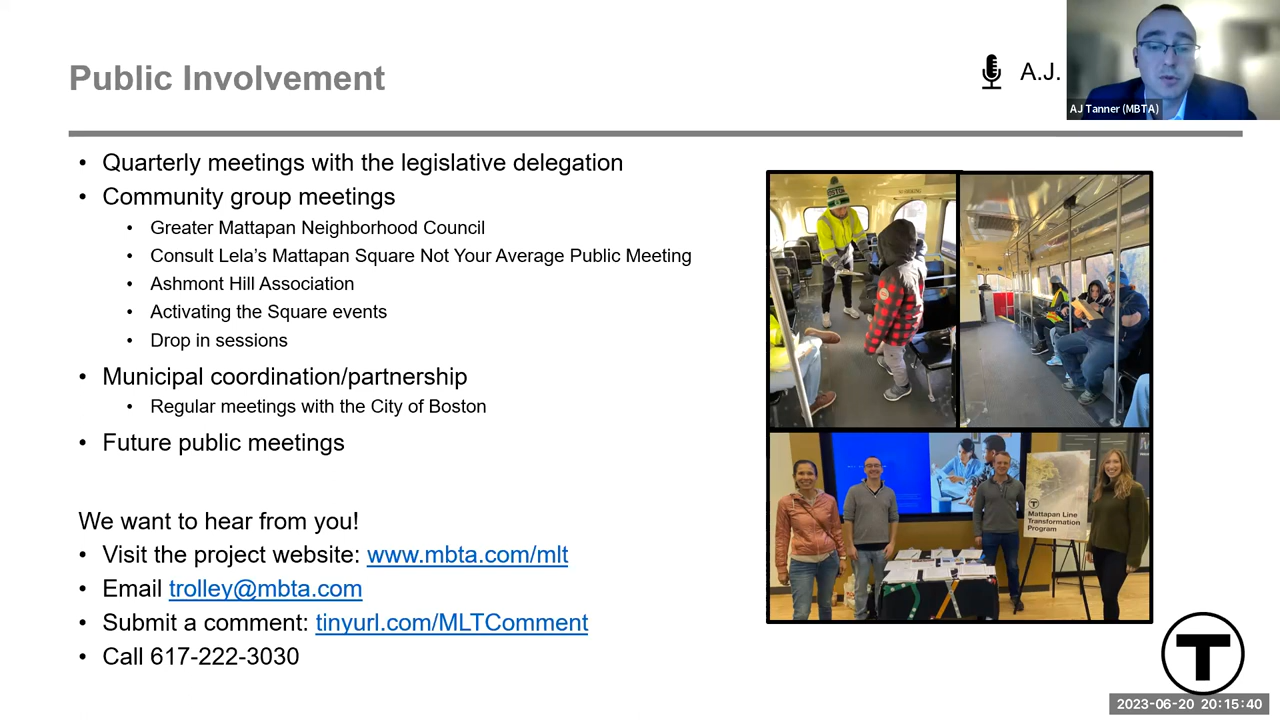 Public Involvement
A.J.
AJ Tanner (MBTA)
• Quarterly meetings with the legislative delegation
• Community group meetings
• Greater Mattapan Neighborhood Council
• Consult Lela’s Mattapan Square Not Your Average Public Meeting
• Ashmont Hill Association
• Activating the Square events
• Drop in sessions
• Municipal coordination/partnership
• Regular meetings with the City of Boston
• Future public meetings
We want to hear from you!
• Visit the project website: www.mbta.com/mlt
• Email trolley@mbta.com
• Submit a comment: tinyurl.com/MLTComment
• Call 617-222-3030
Mattapan Line
Transformation
Program
T
2023-06-20 20:15:40